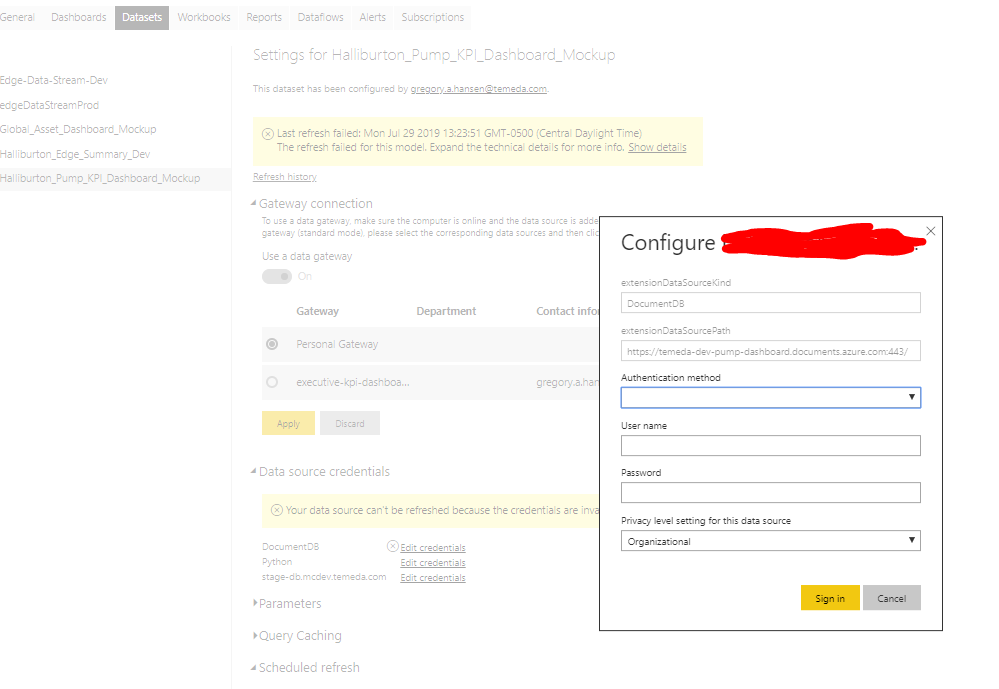 General Dashboards Datasets Workbooks Reports Dataflows Alerts Subscriptions
Edge-Data-Stream-Dev
edgeDataStreamProd
Global_Asset_Dashboard_Mockup
Halliburton_Edge_Summary_Dev
Halliburton_Pump_KPI_Dashboard_Mockup
Settings for Halliburton_Pump_KPI_Dashboard_Mockup
This dataset has been configured by gregory.a.hansen@temeda.com.
Last refresh failed: Mon Jul 29 2019 13:23:51 GMT-0500 (Central Daylight Time)
The refresh failed for this model. Expand the technical details for more info. Show details
Refresh history
Gateway connection
To use a data gateway, make sure the computer is online and the data source is adde
gateway (standard mode), please select the corresponding data sources and then clic
Use a data gateway
On
Gateway Department Contact infor
Personal Gateway
executive-kpi-dashboa... gregory.a.han
Apply Discard
Data source credentials
Your data source can't be refreshed because the credentials are inva
DocumentDB Edit credentials
Python Edit credentials
stage-db.mcdev.temeda.com Edit credentials
Parameters
Query Caching
Scheduled refresh
Configure
extensionDataSourceKind
DocumentDB
extensionDataSourcePath
https://temeda-dev-pump-dashboard.documents.azure.com:443/
Authentication method
User name
Password
Privacy level setting for this data source
Organizational
Sign in Cancel